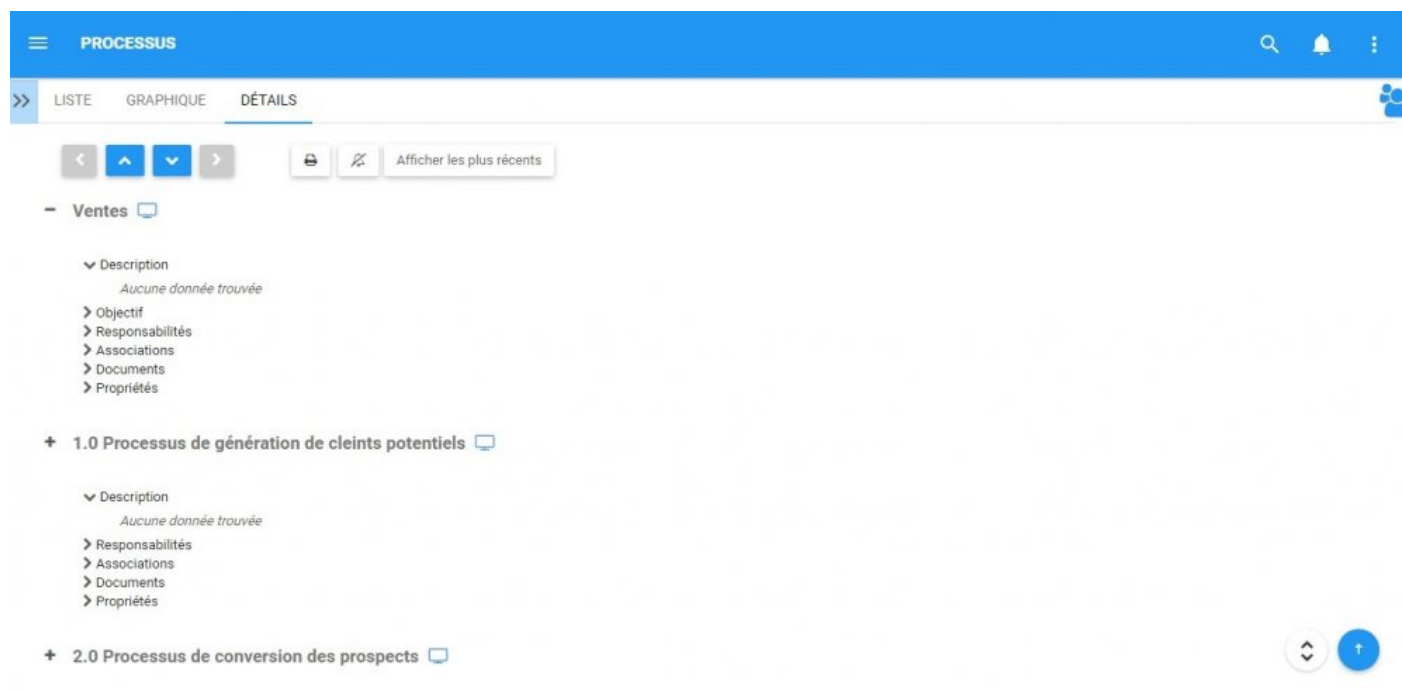 PROCESSUS
LISTE GRAPHIQUE DÉTAILS
Afficher les plus récents
Ventes
Description
Aucune donnée trouvée
Objectif
Responsabilités
Associations
Documents
Propriétés
1.0 Processus de génération de cleints potentiels
Description
Aucune donnée trouvée
Responsabilités
Associations
Documents
Propriétés
2.0 Processus de conversion des prospects